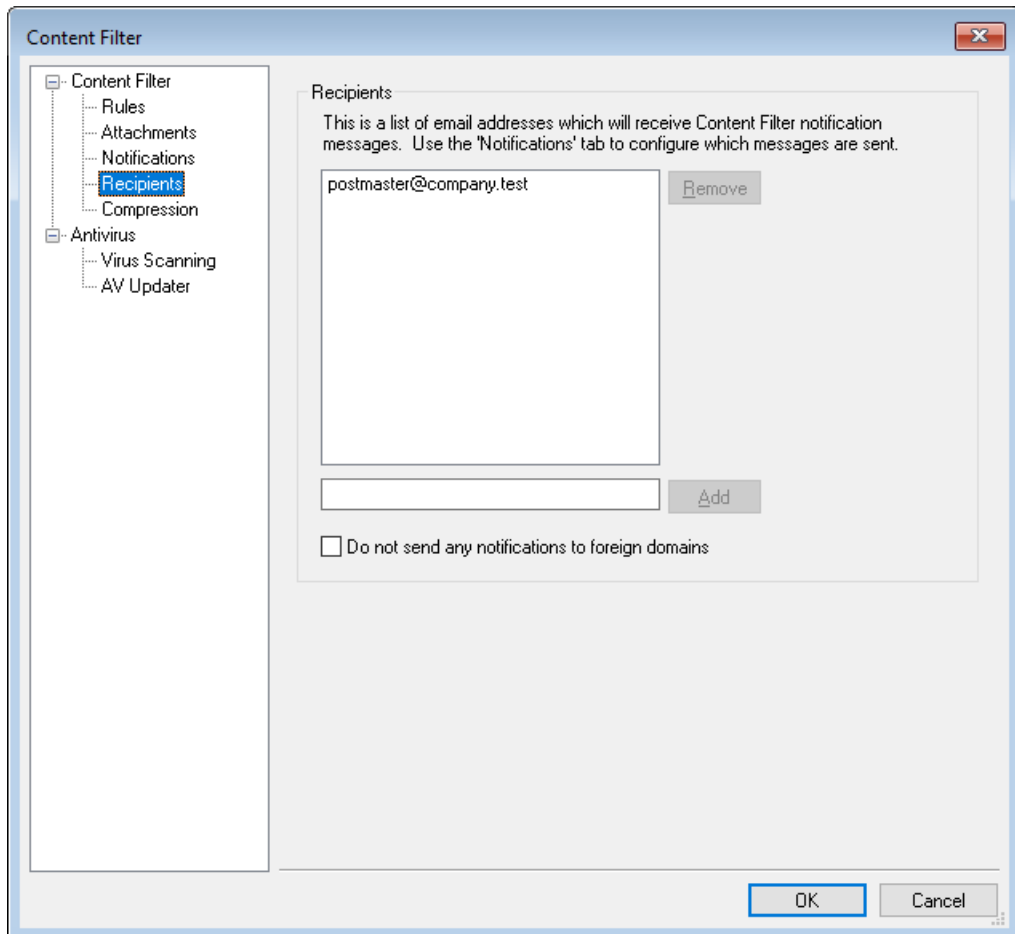 Content Filter
Content Filter
Rules
Attachments
Notifications
Recipients
Compression
Antivirus
Virus Scanning
AV Updater
Recipients
This is a list of email addresses which will receive Content Filter notification
messages.  Use the 'Notifications' tab to configure which messages are sent.
postmaster@company.test
Remove
Add
Do not send any notifications to foreign domains
OK
Cancel